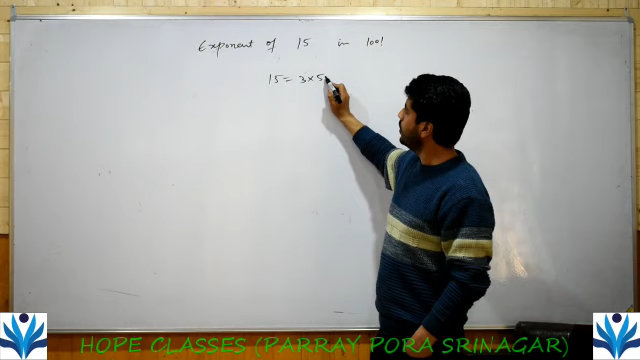 Exponent of 15 in 100!
15 = 3×5
HOPE CLASSES (PARRAY PORA SRINAGAR)